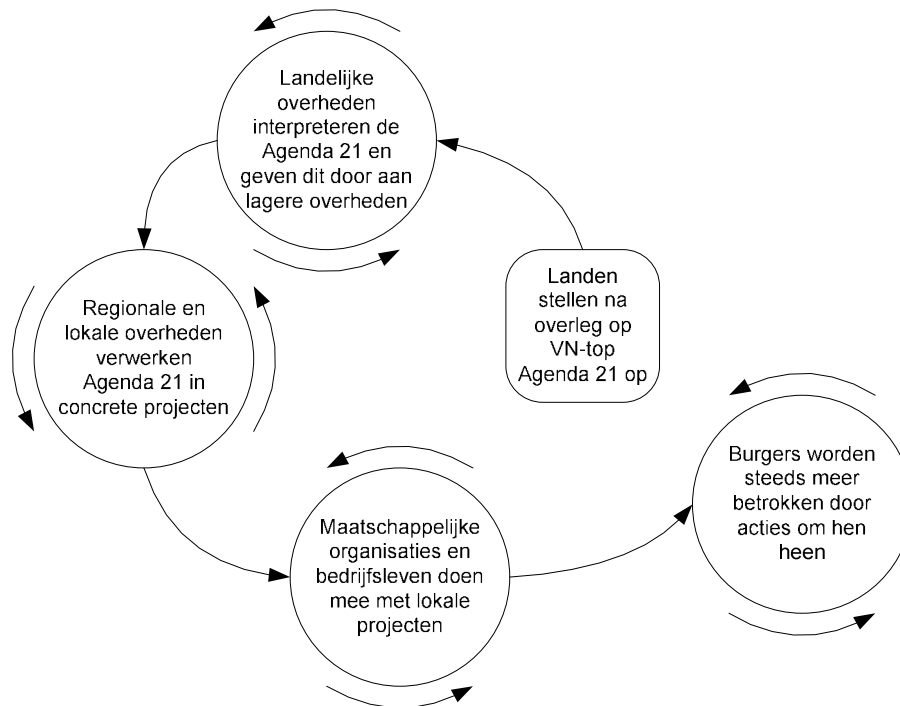 Landelijke
overheden
interpreteren de
Agenda 21 en
geven dit door aan
lagere overheden
Landen
stellen na
overleg op
VN-top
Agenda 21 op
Regionale en
lokale overheden
verwerken
Agenda 21 in
concrete projecten
Maatschappelijke
organisaties en
bedrijfsleven doen
mee met lokale
projecten
Burgers worden
steeds meer
betrokken door
acties om hen
heen